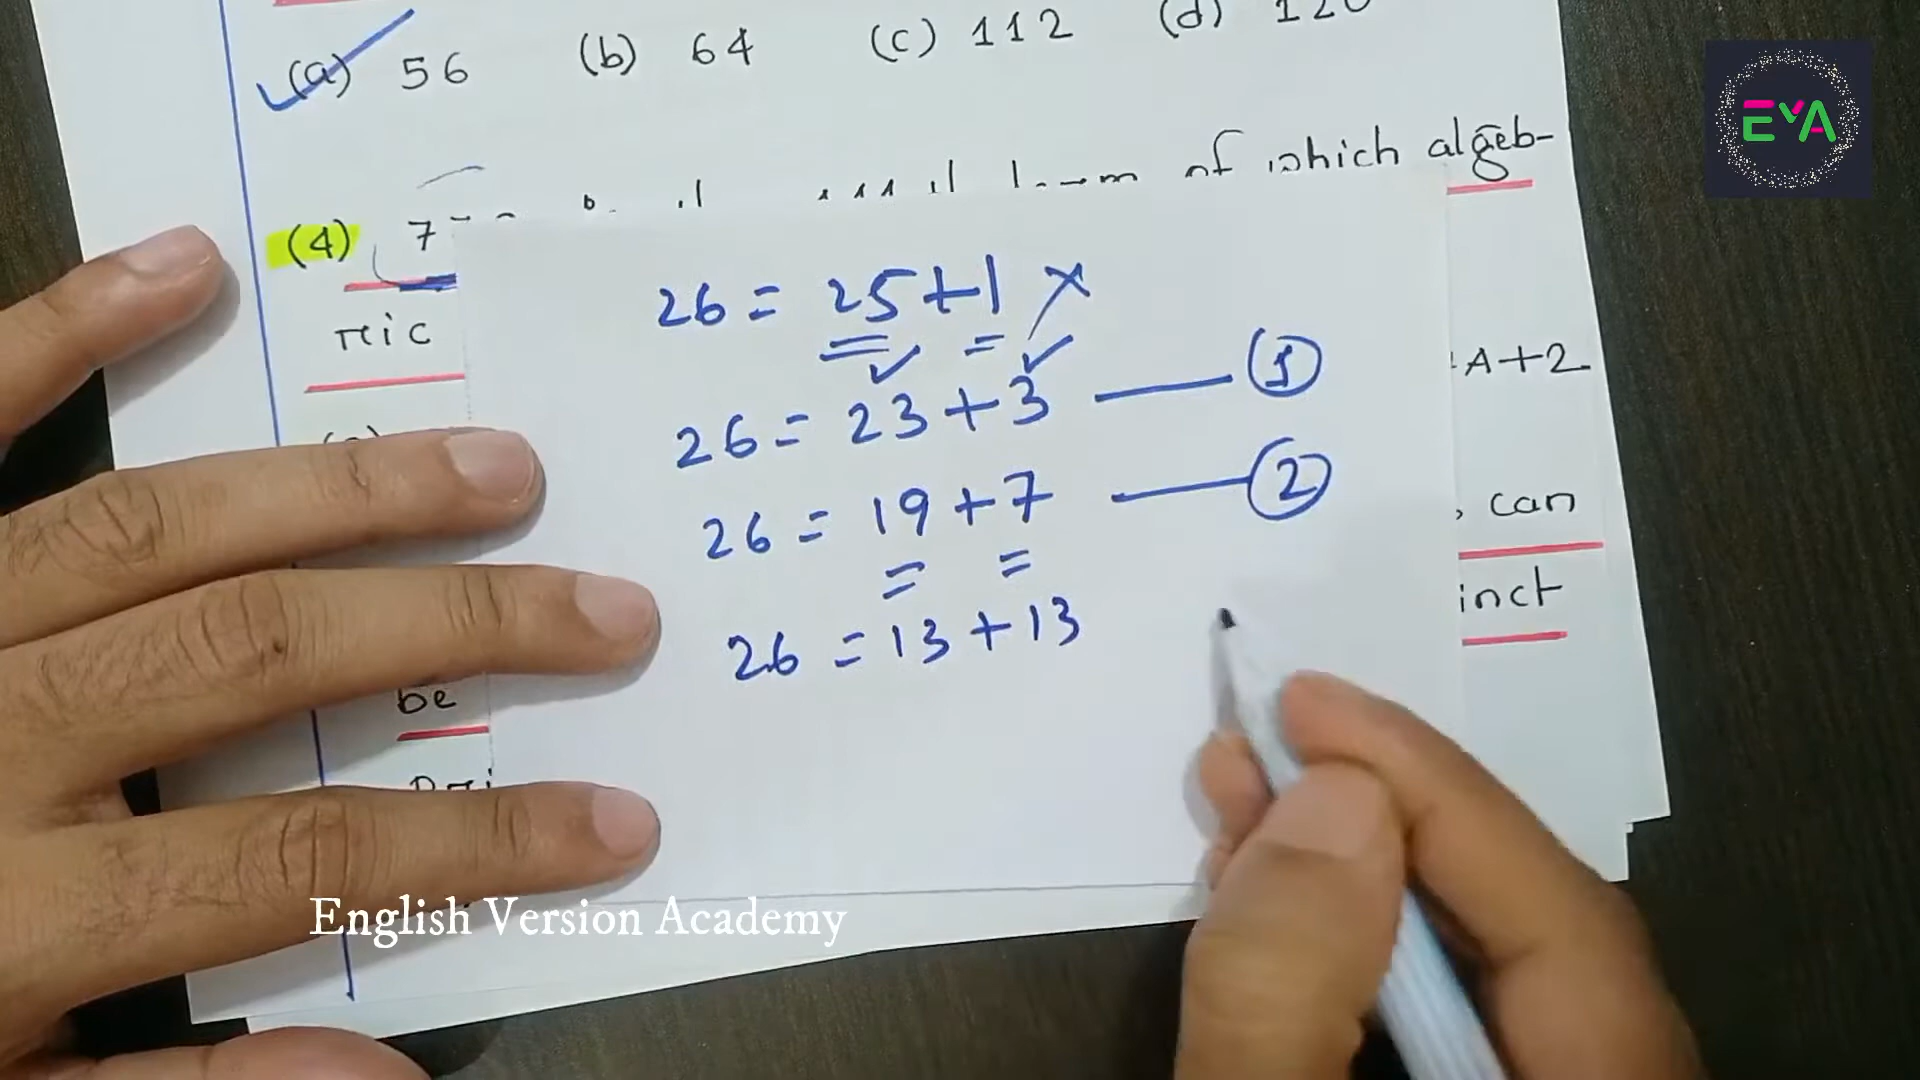 (a) 56 (b) 64 (c) 112 (d) 120
EVA
of which algeb-
(4) 7
ric
26 = 25+1 ×
A+2
26 = 23+3 — 1
26 = 19+7 — 2
, can
26 = 13+13
inct
be
English Version Academy